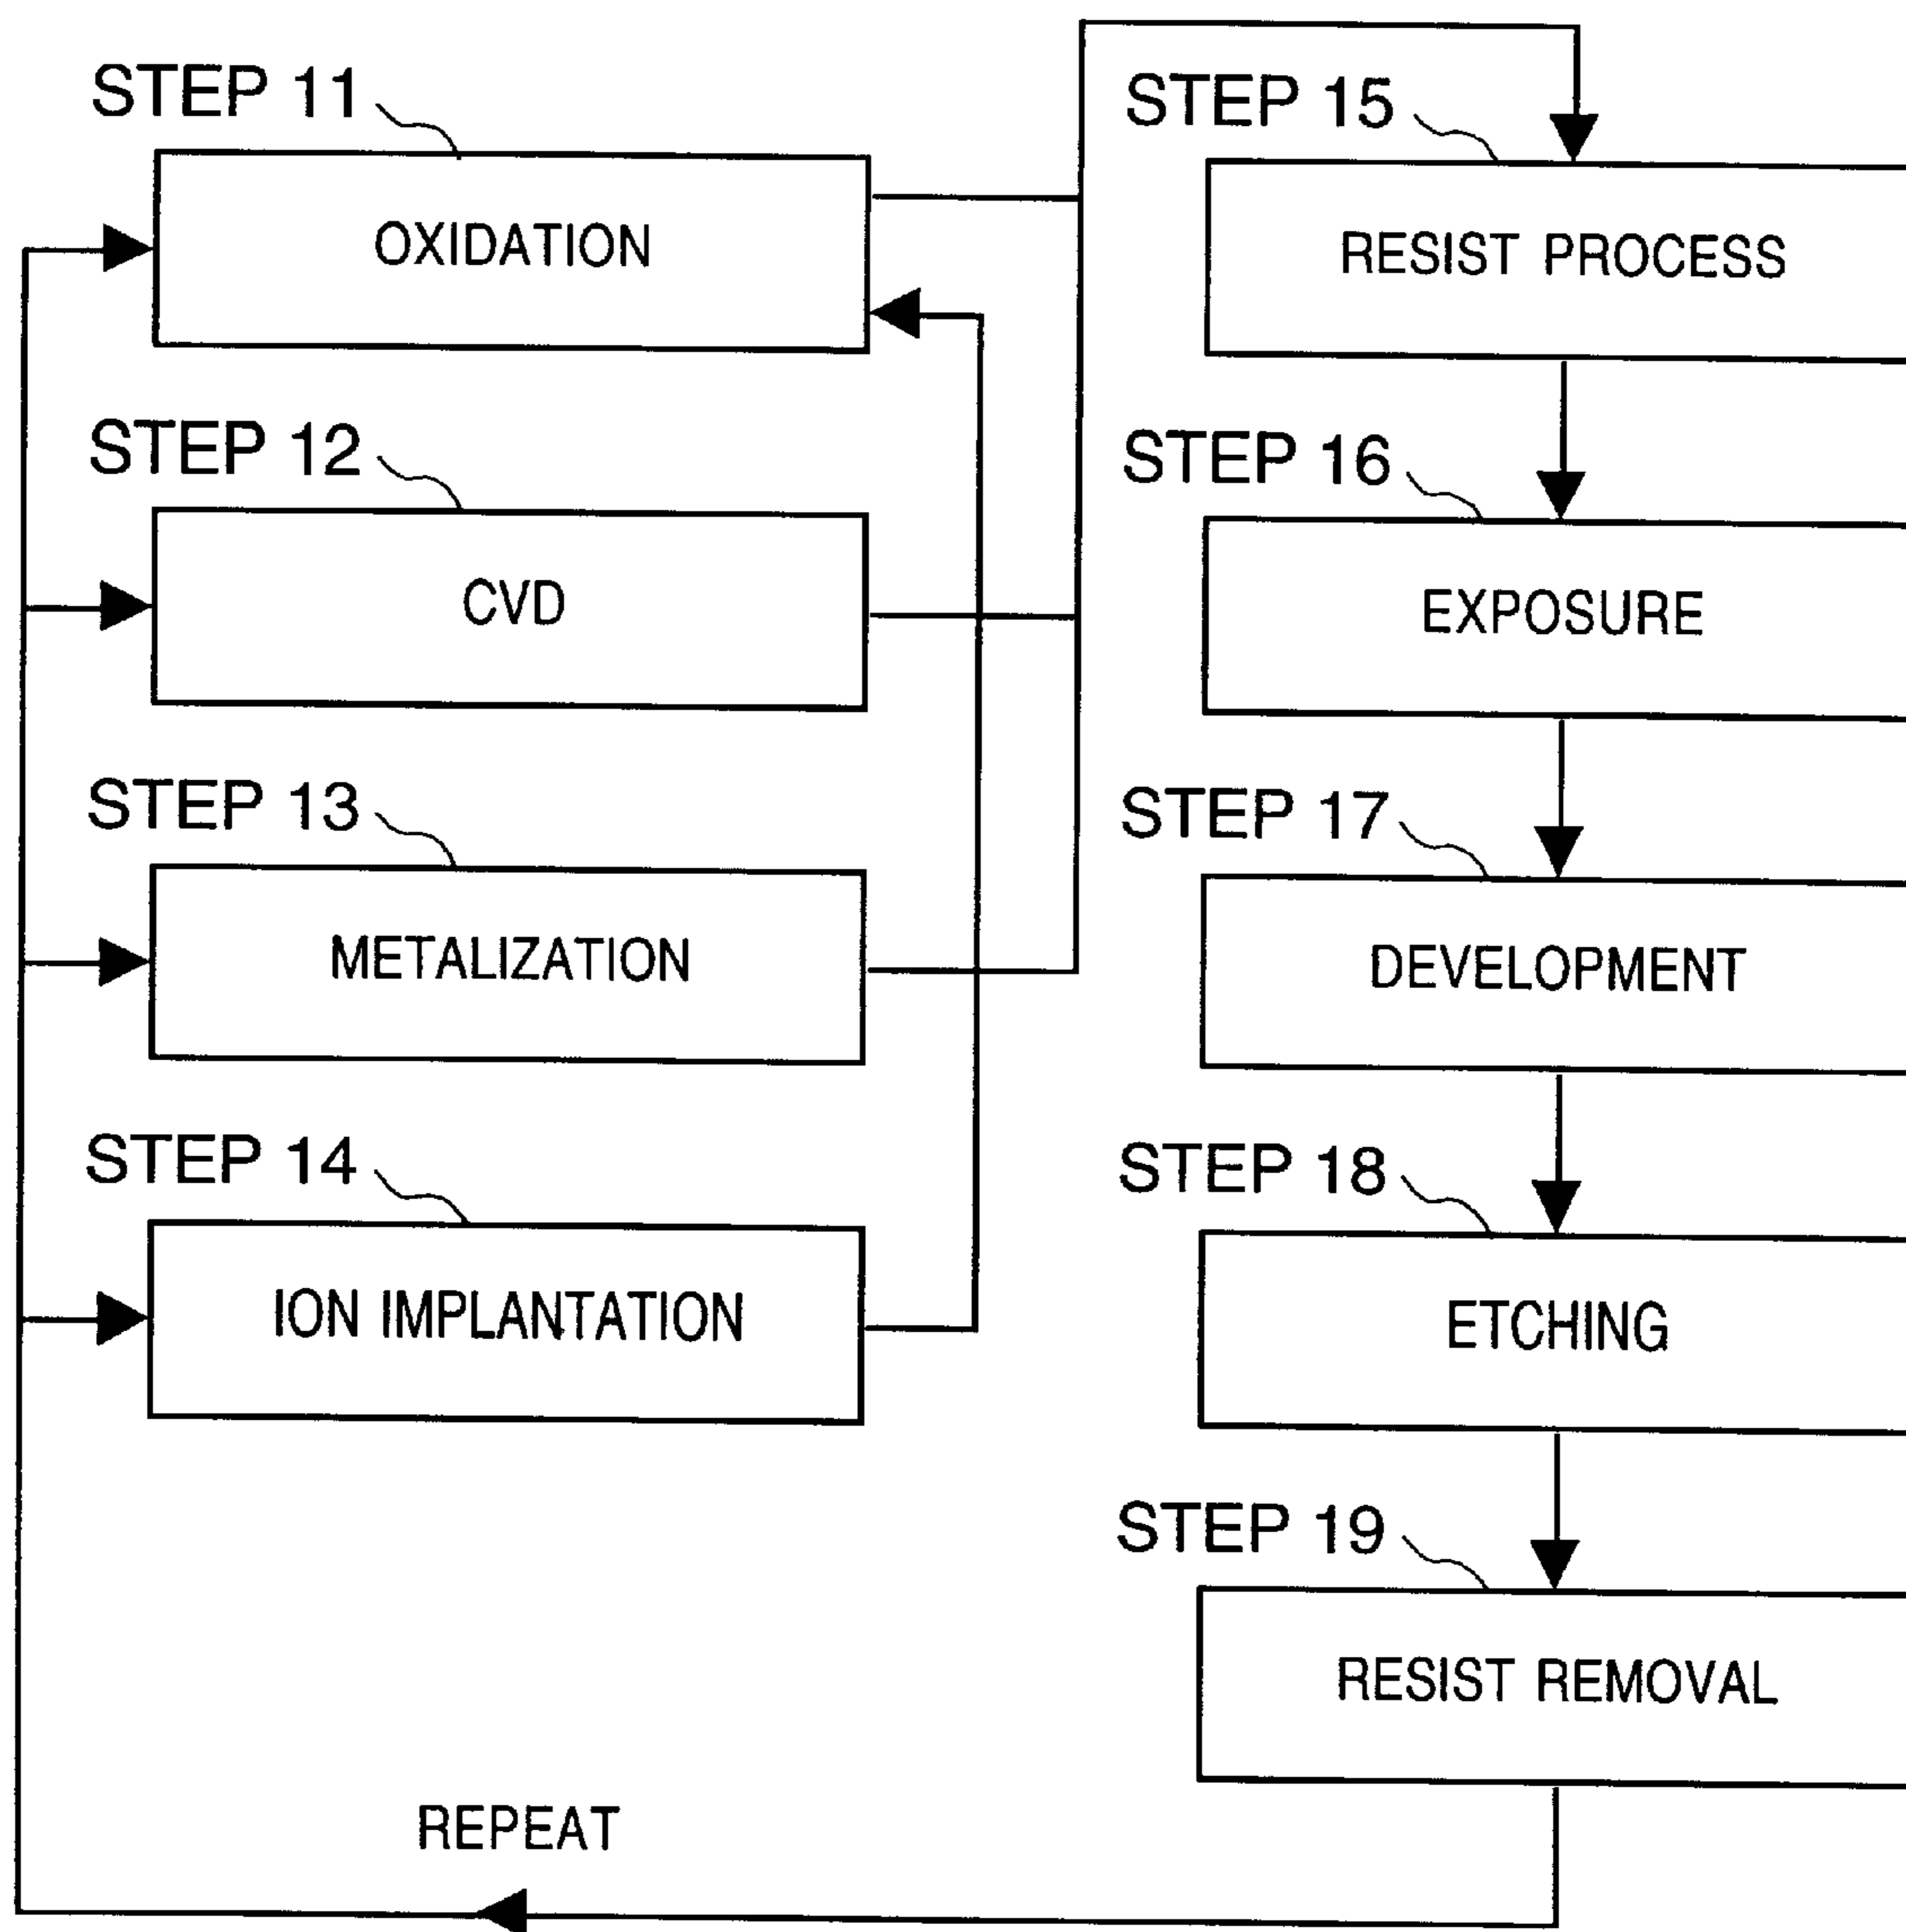 STEP 11
OXIDATION
STEP 12
CVD
STEP 13
METALIZATION
STEP 14
ION IMPLANTATION
STEP 15
RESIST PROCESS
STEP 16
EXPOSURE
STEP 17
DEVELOPMENT
STEP 18
ETCHING
STEP 19
RESIST REMOVAL
REPEAT